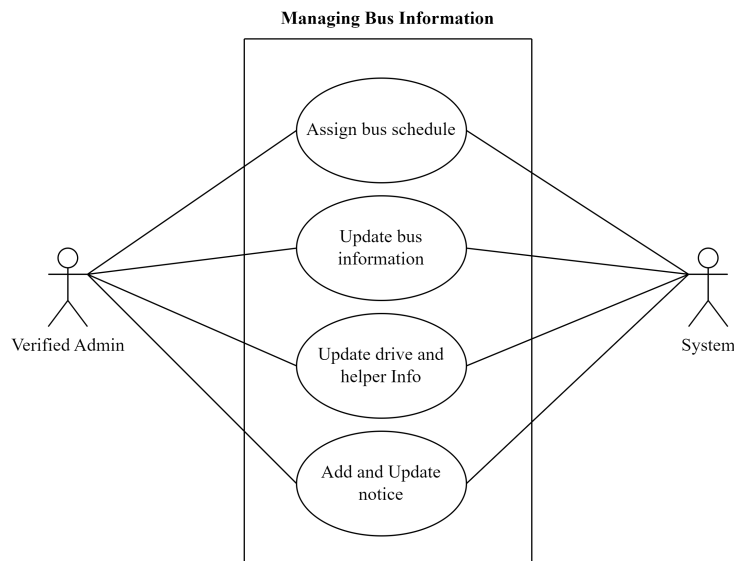 Managing Bus Information
Assign bus schedule
Update bus
information
Update drive and
helper Info
Add and Update
notice
Verified Admin
System